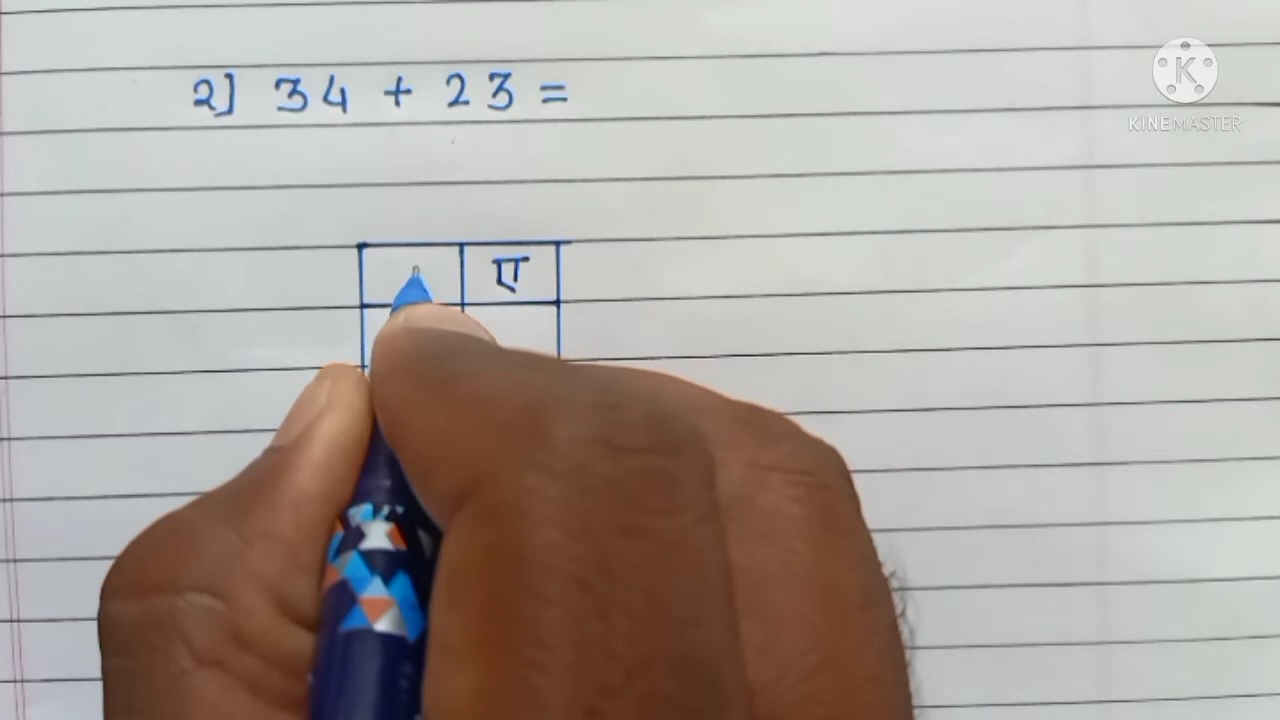 2] 34 + 23 =
ए
K
KINEMASTER